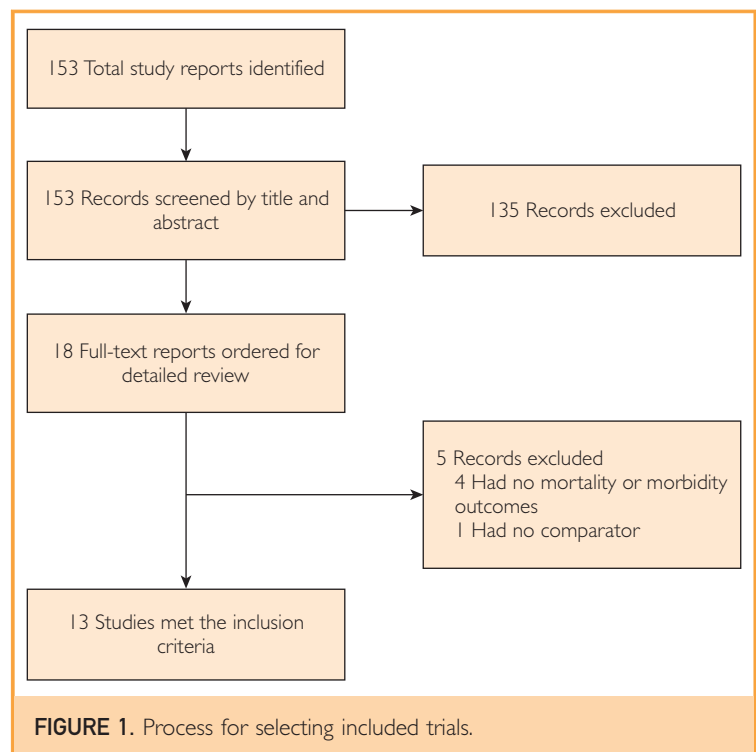 153 Total study reports identified
153 Records screened by title and
abstract
135 Records excluded
18 Full-text reports ordered for
detailed review
5 Records excluded
4 Had no mortality or morbidity
outcomes
1 Had no comparator
13 Studies met the inclusion
criteria
FIGURE 1. Process for selecting included trials.